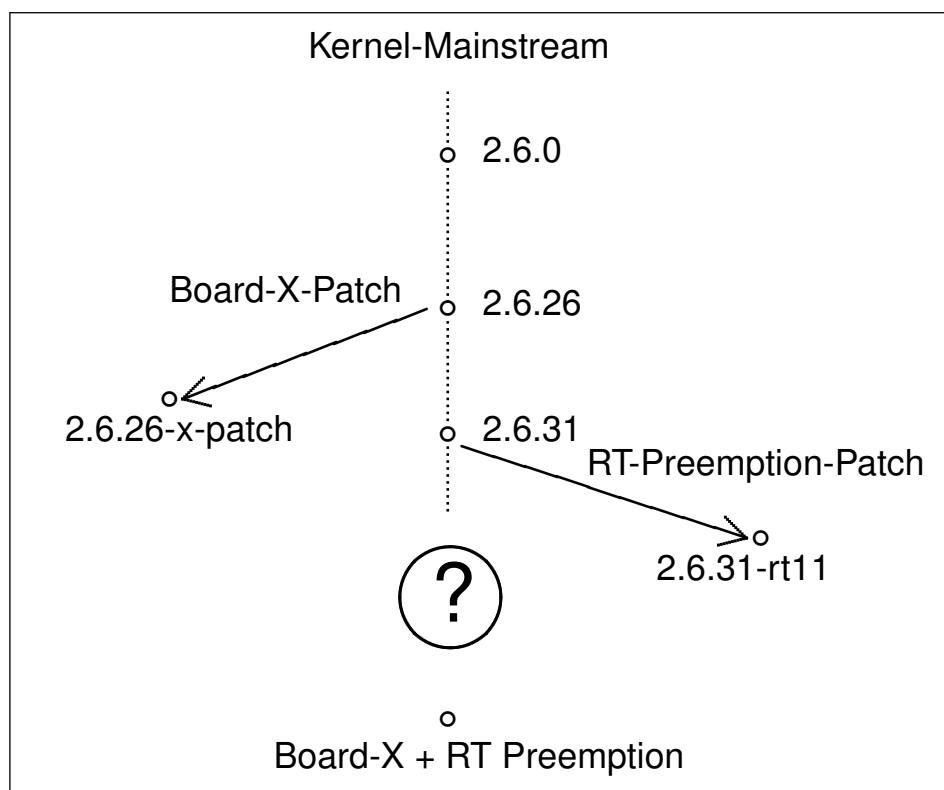 Kernel-Mainstream
2.6.0
Board-X-Patch
2.6.26
2.6.26-x-patch
2.6.31
RT-Preemption-Patch
2.6.31-rt11
?
Board-X + RT Preemption